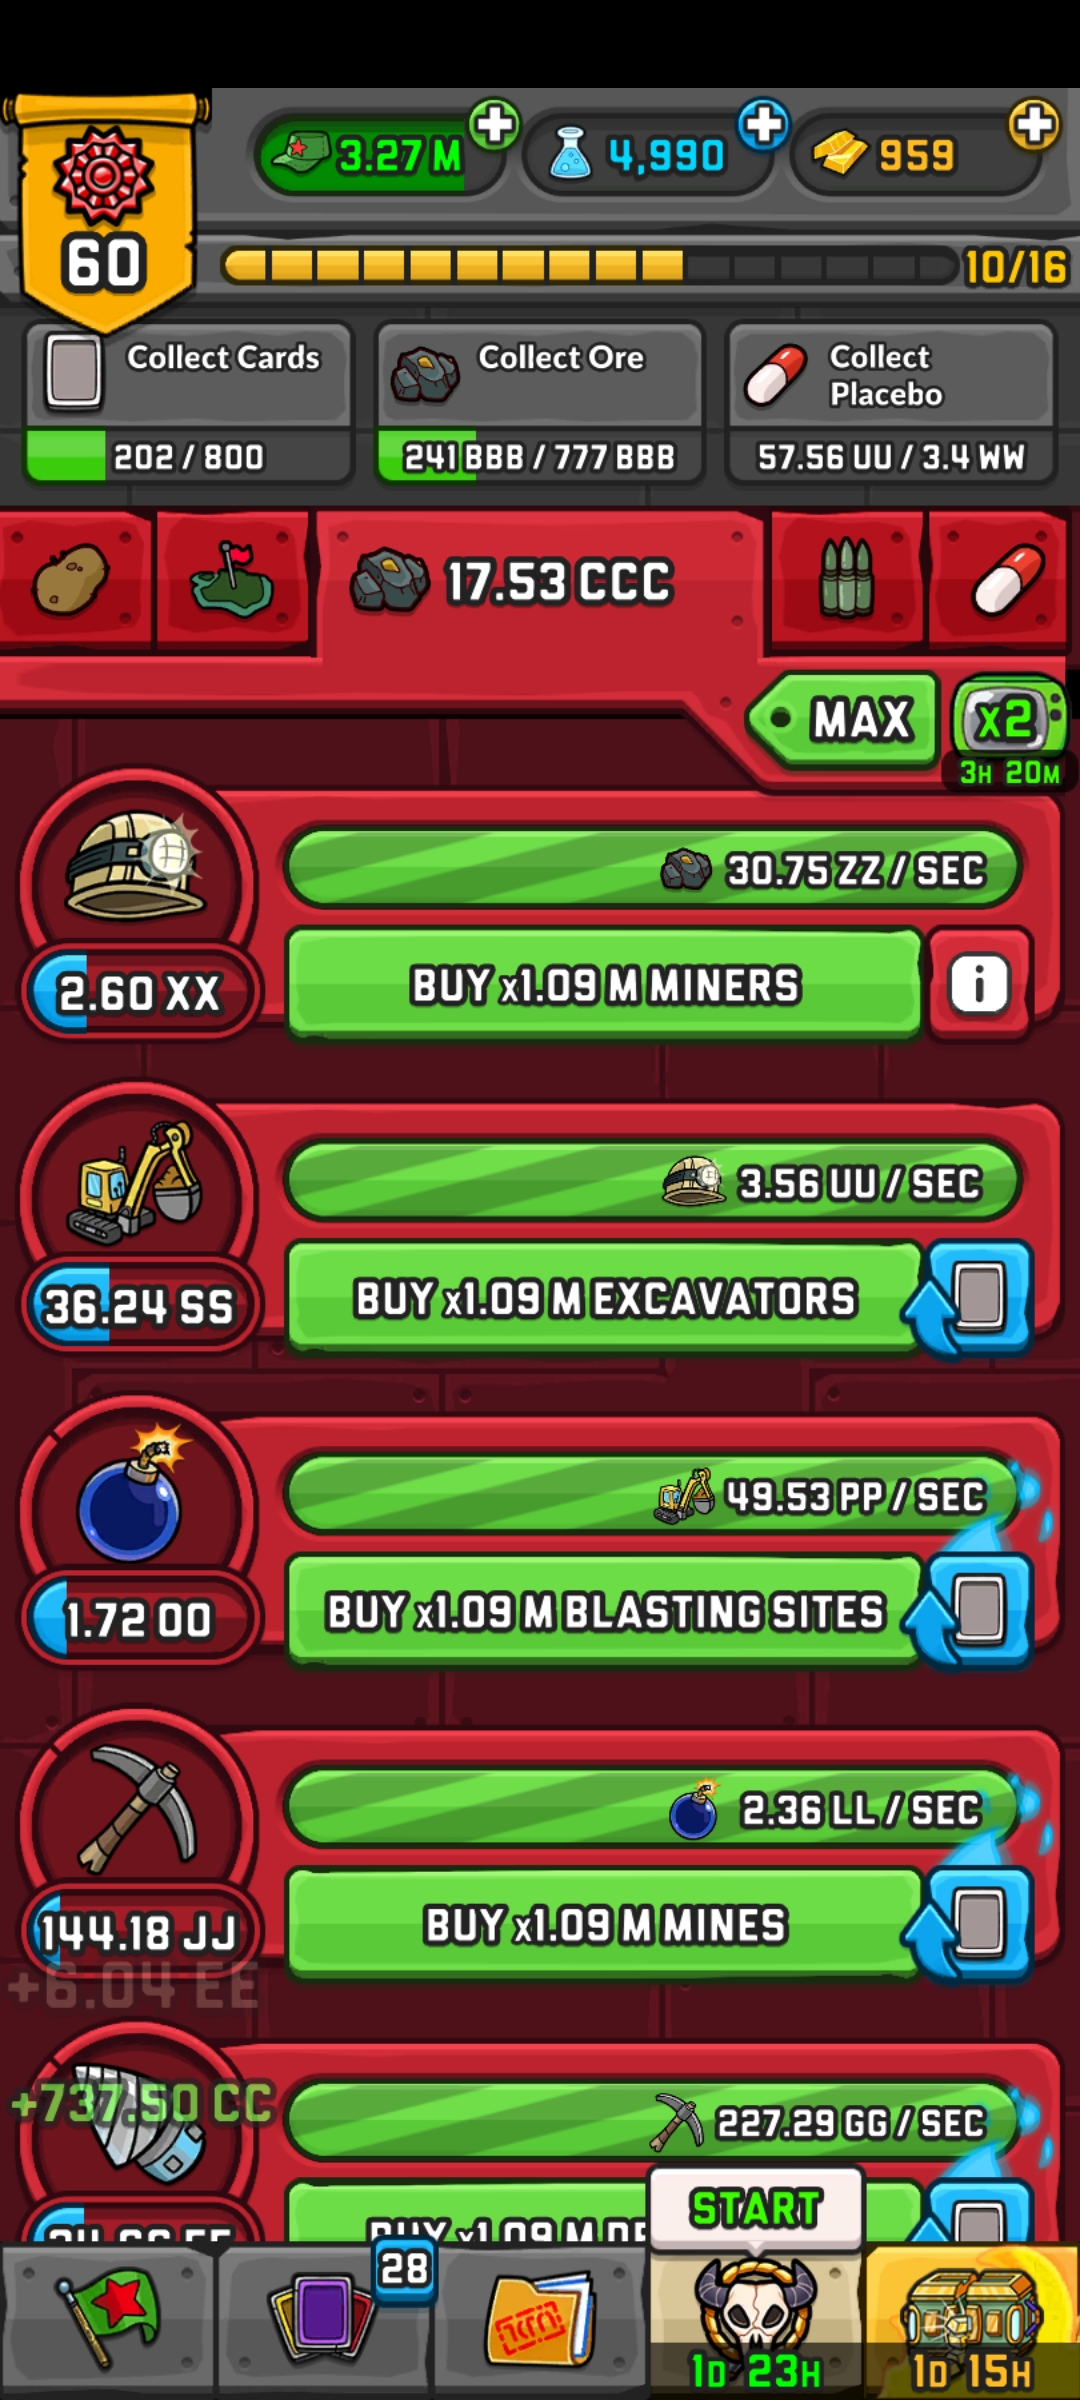 3.27 M
4,990
959
60
10/16
Collect Cards
202 / 800
Collect Ore
241 BBB / 777 BBB
Collect
Placebo
57.56 UU / 3.4 WW
17.53 CCC
MAX
x2
3H 20M
30.75 ZZ / SEC
2.60 XX
BUY x1.09 M MINERS
i
3.56 UU / SEC
36.24 SS
BUY x1.09 M EXCAVATORS
49.53 PP / SEC
1.72 OO
BUY x1.09 M BLASTING SITES
2.36 LL / SEC
144.18 JJ
BUY x1.09 M MINES
+6.04 EE
+737.50 CC
227.29 GG / SEC
BUY x1.09 M
START
28
1D 23H
1D 15H